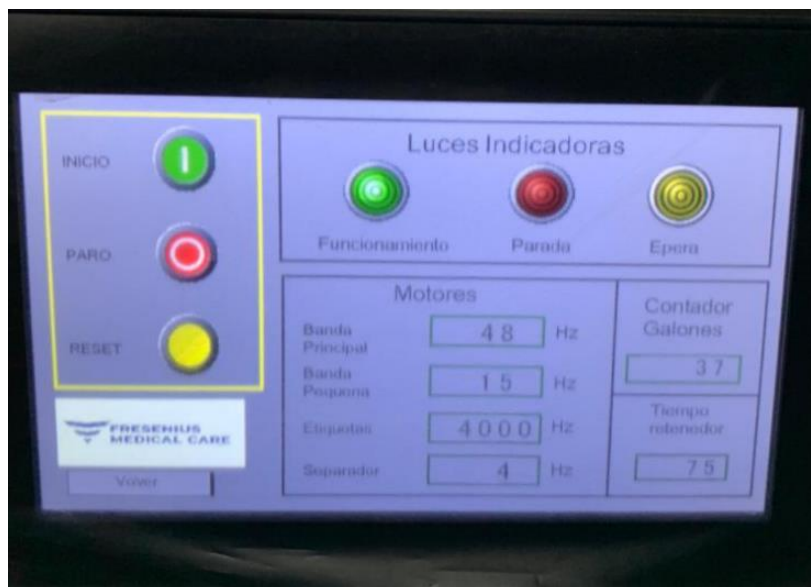 INICIO
PARO
RESET
FRESENIUS
MEDICAL CARE
Volver
Luces Indicadoras
Funcionamiento
Parada
Epera
Motores
Banda
Principal
48 Hz
Banda
Pequena
15 Hz
Etiquetas
4000 Hz
Separador
4 Hz
Contador
Galones
37
Tiempo
retenedor
75